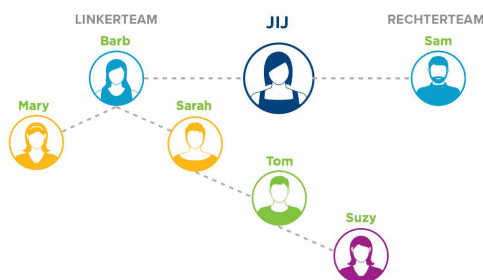 LINKERTEAM
JIJ
RECHTERTEAM
Barb
Sam
Mary
Sarah
Tom
Suzy